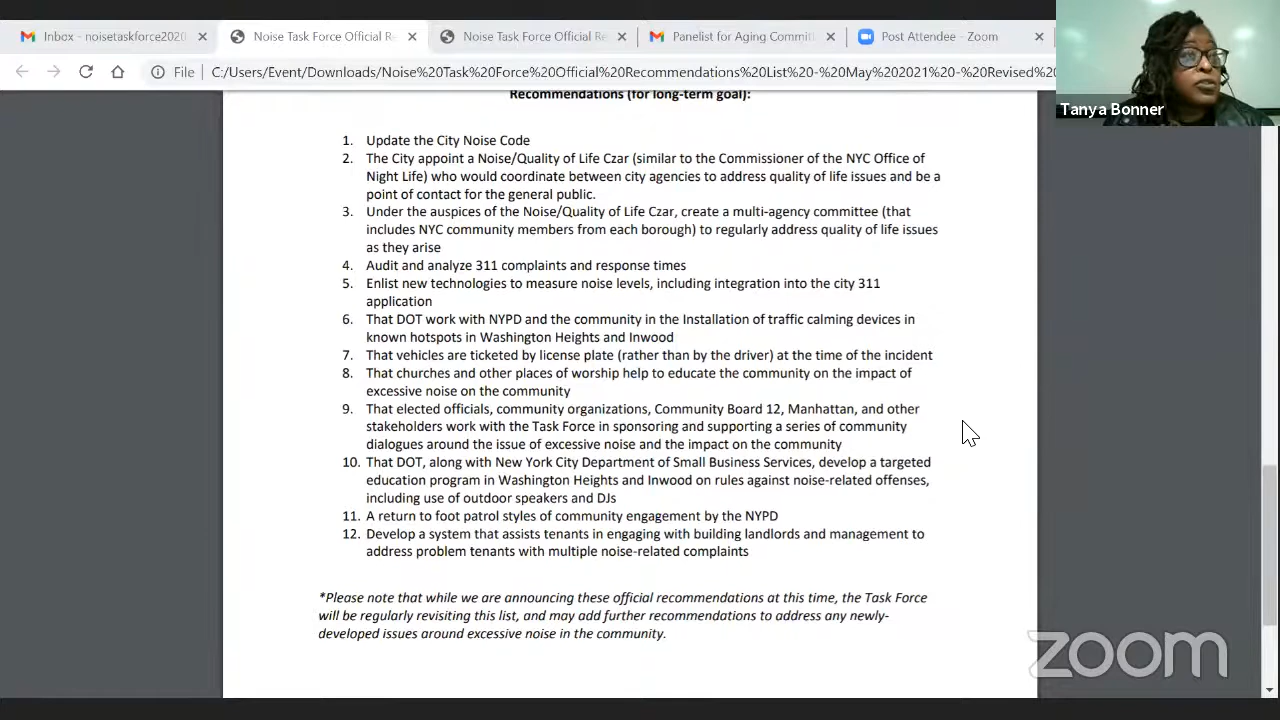 Inbox - noisetaskforce2020
Noise Task Force Official Re
Noise Task Force Official Re
Panelist for Aging Committ
Post Attendee - Zoom
File
C:/Users/Event/Downloads/Noise%20Task%20Force%20Official%20Recommendations%20List%20-%20May%202021%20-%20Revised%20
Tanya Bonner
Recommendations (for long-term goal):
1. Update the City Noise Code
2. The City appoint a Noise/Quality of Life Czar (similar to the Commissioner of the NYC Office of
Night Life) who would coordinate between city agencies to address quality of life issues and be a
point of contact for the general public.
3. Under the auspices of the Noise/Quality of Life Czar, create a multi-agency committee (that
includes NYC community members from each borough) to regularly address quality of life issues
as they arise
4. Audit and analyze 311 complaints and response times
5. Enlist new technologies to measure noise levels, including integration into the city 311
application
6. That DOT work with NYPD and the community in the Installation of traffic calming devices in
known hotspots in Washington Heights and Inwood
7. That vehicles are ticketed by license plate (rather than by the driver) at the time of the incident
8. That churches and other places of worship help to educate the community on the impact of
excessive noise on the community
9. That elected officials, community organizations, Community Board 12, Manhattan, and other
stakeholders work with the Task Force in sponsoring and supporting a series of community
dialogues around the issue of excessive noise and the impact on the community
10. That DOT, along with New York City Department of Small Business Services, develop a targeted
education program in Washington Heights and Inwood on rules against noise-related offenses,
including use of outdoor speakers and DJs
11. A return to foot patrol styles of community engagement by the NYPD
12. Develop a system that assists tenants in engaging with building landlords and management to
address problem tenants with multiple noise-related complaints
*Please note that while we are announcing these official recommendations at this time, the Task Force
will be regularly revisiting this list, and may add further recommendations to address any newly-
developed issues around excessive noise in the community.
zoom